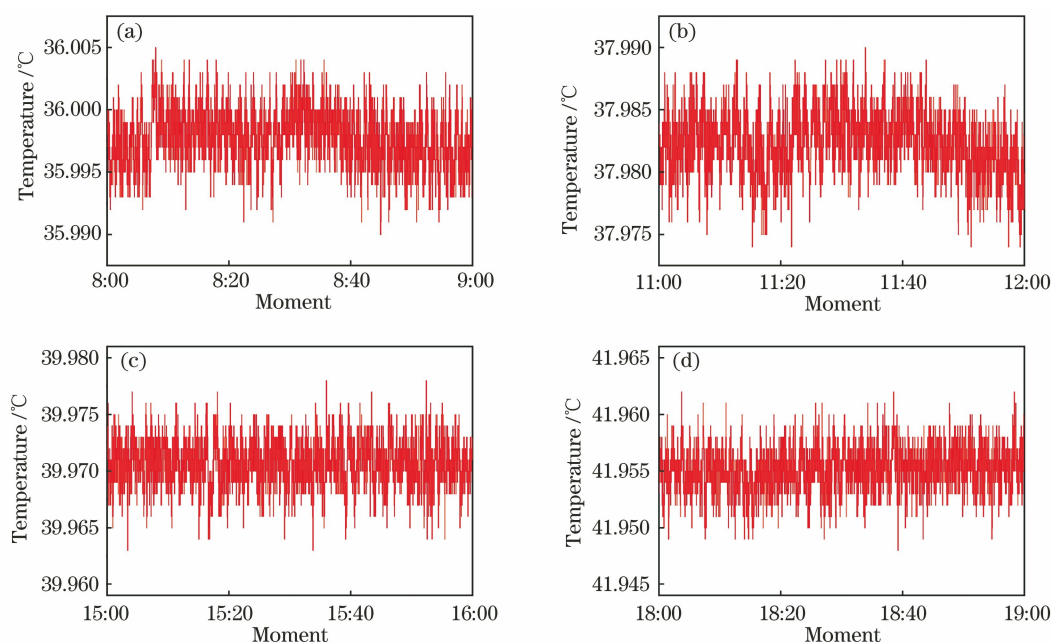 (a)
Temperature /℃
36.005
36.000
35.995
35.990
8:00 8:20 8:40 9:00
Moment
(b)
Temperature /℃
37.990
37.985
37.980
37.975
11:00 11:20 11:40 12:00
Moment
(c)
Temperature /℃
39.980
39.975
39.970
39.965
39.960
15:00 15:20 15:40 16:00
Moment
(d)
Temperature /℃
41.965
41.960
41.955
41.950
41.945
18:00 18:20 18:40 19:00
Moment